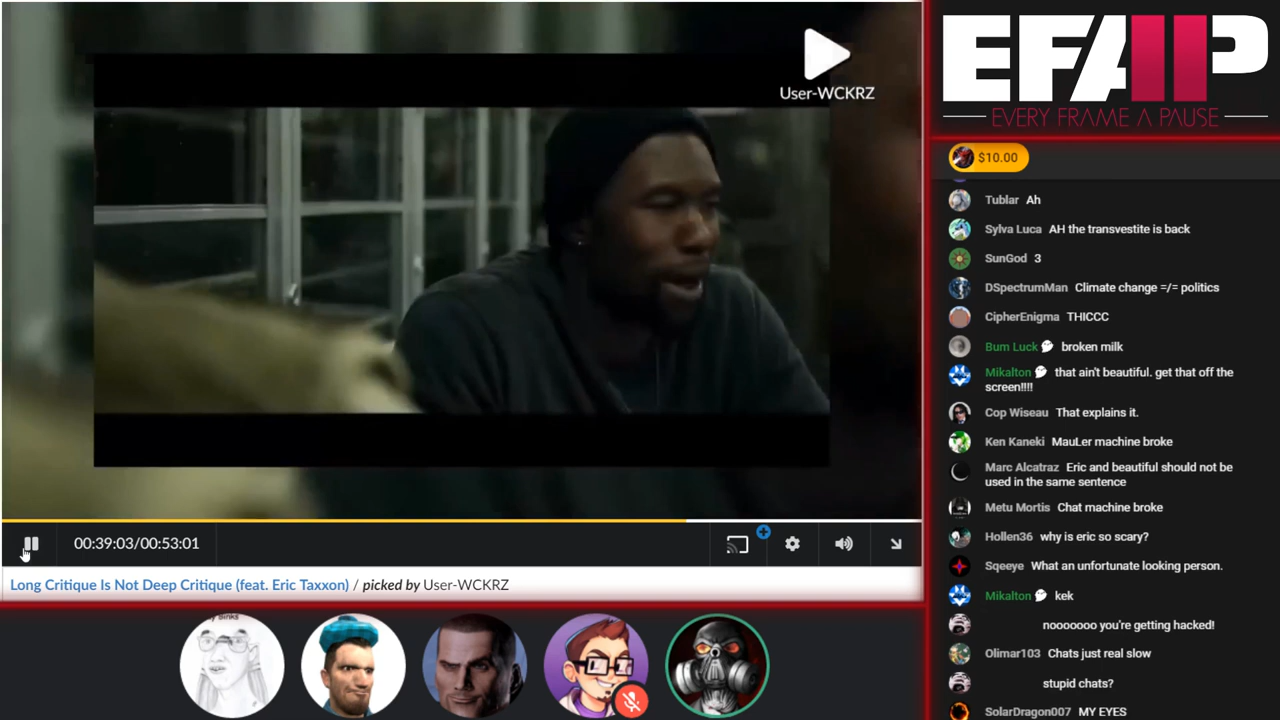 User-WCKRZ
EFAP
EVERY FRAME A PAUSE
$10.00
Tublar Ah
Sylva Luca AH the transvestite is back
SunGod 3
DSpectrumMan Climate change =/= politics
CipherEnigma THICCC
Bum Luck broken milk
Mikalton that ain't beautiful. get that off the
screen!!!!
Cop Wiseau That explains it.
Ken Kaneki MauLer machine broke
Marc Alcatraz Eric and beautiful should not be
used in the same sentence
Metu Mortis Chat machine broke
Hollen36 why is eric so scary?
Sqeeye What an unfortunate looking person.
Mikalton kek
nooooooo you're getting hacked!
Olimar103 Chats just real slow
stupid chats?
SolarDragon007 MY EYES
00:39:03/00:53:01
Long Critique Is Not Deep Critique (feat. Eric Taxxon) / picked by User-WCKRZ